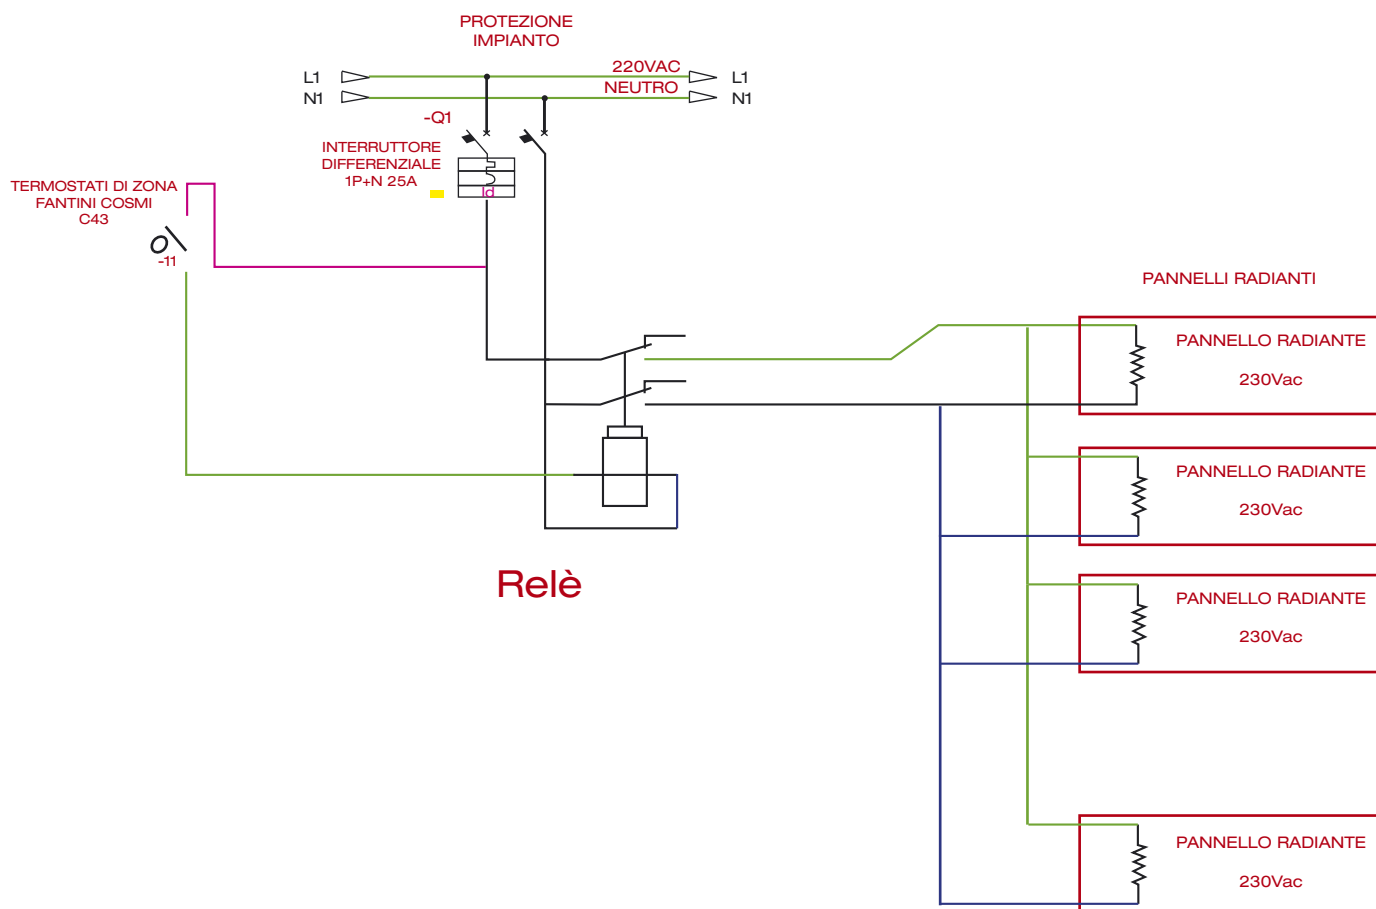 PROTEZIONE
IMPIANTO
L1
220VAC
L1
N1
NEUTRO
N1
-Q1
INTERRUTTORE
DIFFERENZIALE
1P+N 25A
Id
TERMOSTATI DI ZONA
FANTINI COSMI
C43
-11
PANNELLI RADIANTI
PANNELLO RADIANTE
230Vac
PANNELLO RADIANTE
230Vac
Relè
PANNELLO RADIANTE
230Vac
PANNELLO RADIANTE
230Vac